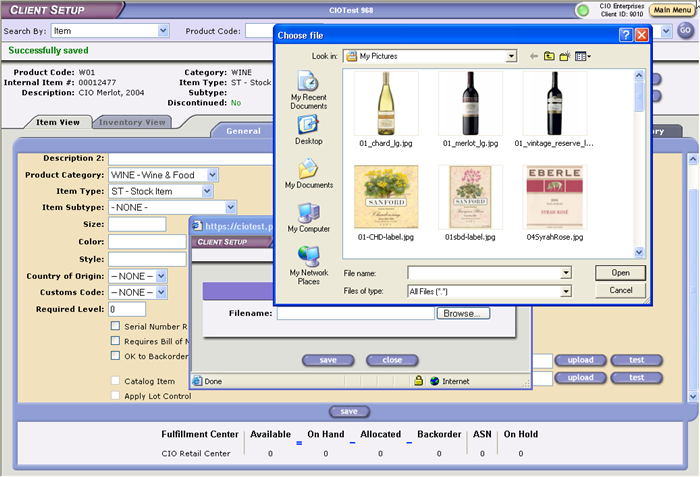 CLIENT SETUP
CIOTest 968
CIO Enterprises
Client ID: 9010
Main Menu
Search By: Item
Product Code:
GO
Successfully saved
Product Code: W01
Internal Item #: 00012477
Description: CIO Merlot, 2004
Category: WINE
Item Type: ST - Stock
Subtype:
Discontinued: No
Item View
Inventory View
General
Description 2:
Product Category: WINE - Wine & Food
Item Type: ST - Stock Item
Item Subtype: - NONE -
Size:
Color:
Style:
Country of Origin: -- NONE --
Customs Code: -- NONE --
Required Level: 0
Serial Number R
Requires Bill of M
OK to Backorder
Catalog Item
Apply Lot Control
upload
test
upload
test
save
Choose file
Look in: My Pictures
My Recent Documents
Desktop
My Documents
My Computer
My Network Places
01_chard_lg.jpg
01_merlot_lg.jpg
01_vintage_reserve_l...
SANFORD
SANFORD
EBERLE
SYRAH ROSÉ
01-CHD-label.jpg
01sbd-label.jpg
04SyrahRose.jpg
File name:
Open
Files of type: All Files (*.*)
Cancel
https://ciotest.p
CLIENT SETUP
Filename:
Browse...
save
close
Done
Internet
Fulfillment Center
Available
=
On Hand
–
Allocated
–
Backorder
ASN
On Hold
CIO Retail Center
0
0
0
0
0
0